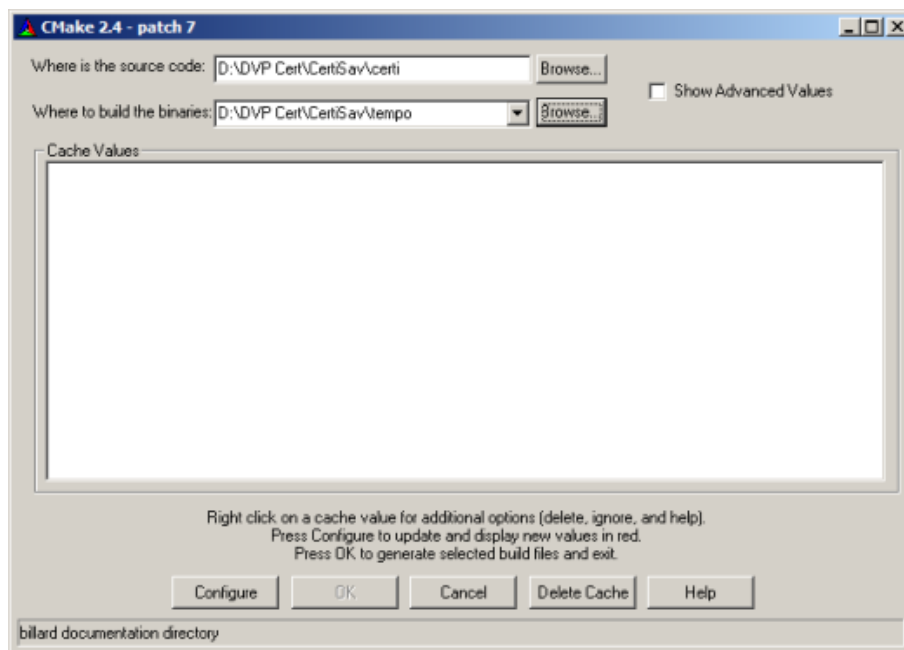 CMake 2.4 - patch 7
Where is the source code: D:\DVP Cert\CertiSav\certi Browse...
Show Advanced Values
Where to build the binaries: D:\DVP Cert\CertiSav\tempo Browse...
Cache Values
Right click on a cache value for additional options (delete, ignore, and help).
Press Configure to update and display new values in red.
Press OK to generate selected build files and exit.
Configure OK Cancel Delete Cache Help
billard documentation directory